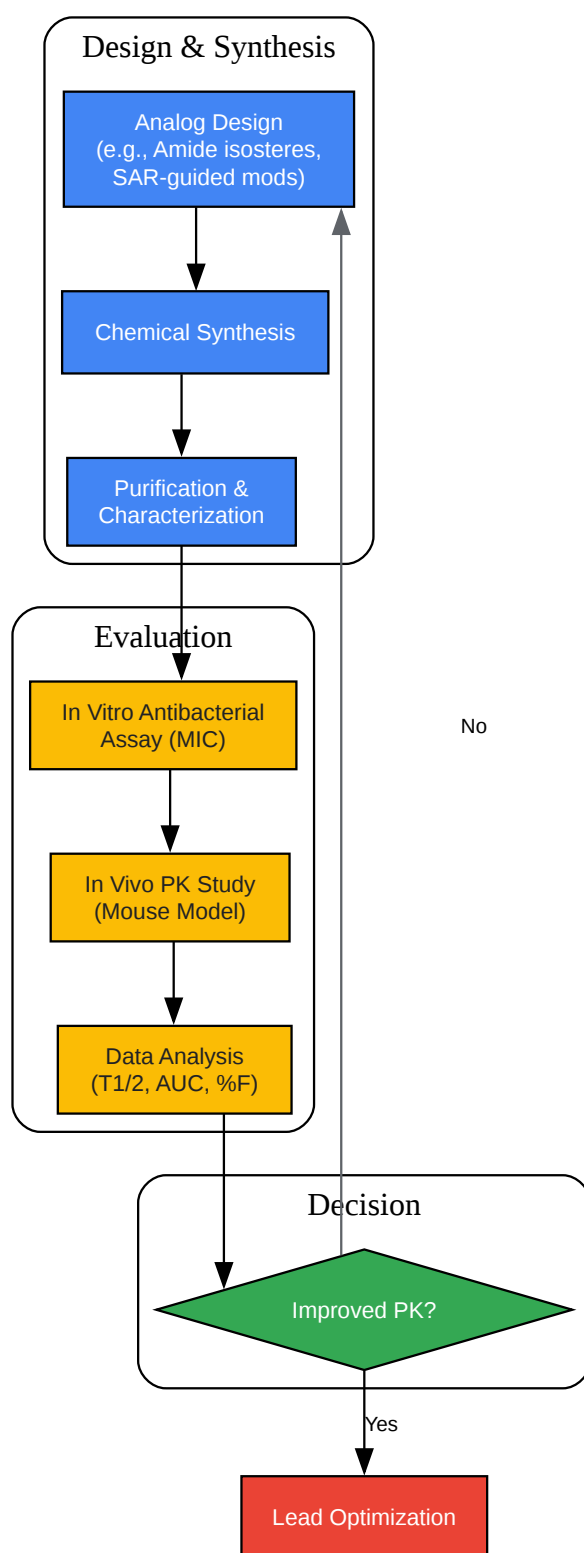 Design & Synthesis
Analog Design
(e.g., Amide isosteres,
SAR-guided mods)
Chemical Synthesis
Purification &
Characterization
Evaluation
In Vitro Antibacterial
Assay (MIC)
No
In Vivo PK Study
(Mouse Model)
Data Analysis
(T1/2, AUC, %F)
Decision
Improved PK?
Yes
Lead Optimization